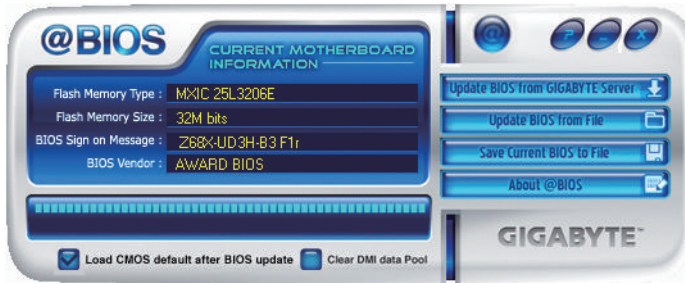 @BIOS
CURRENT MOTHERBOARD
INFORMATION
Flash Memory Type : MXIC 25L3206E
Flash Memory Size : 32M bits
BIOS Sign on Message : Z68X-UD3H-B3 F1r
BIOS Vendor : AWARD BIOS
Load CMOS default after BIOS update Clear DMI data Pool
@ ? _ X
Update BIOS from GIGABYTE Server
Update BIOS from File
Save Current BIOS to File
About @BIOS
GIGABYTE™